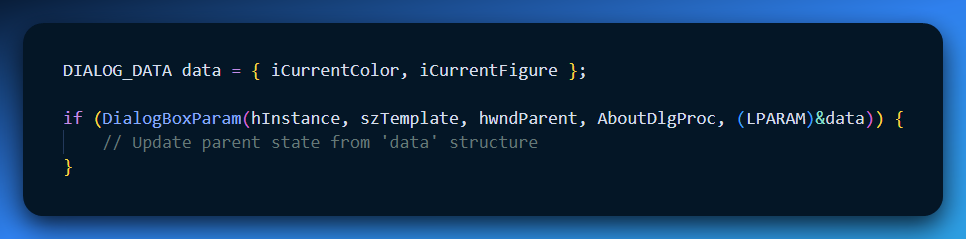 DIALOG_DATA data = { iCurrentColor, iCurrentFigure };
if (DialogBoxParam(hInstance, szTemplate, hwndParent, AboutDlgProc, (LPARAM)&data)) {
// Update parent state from 'data' structure
}